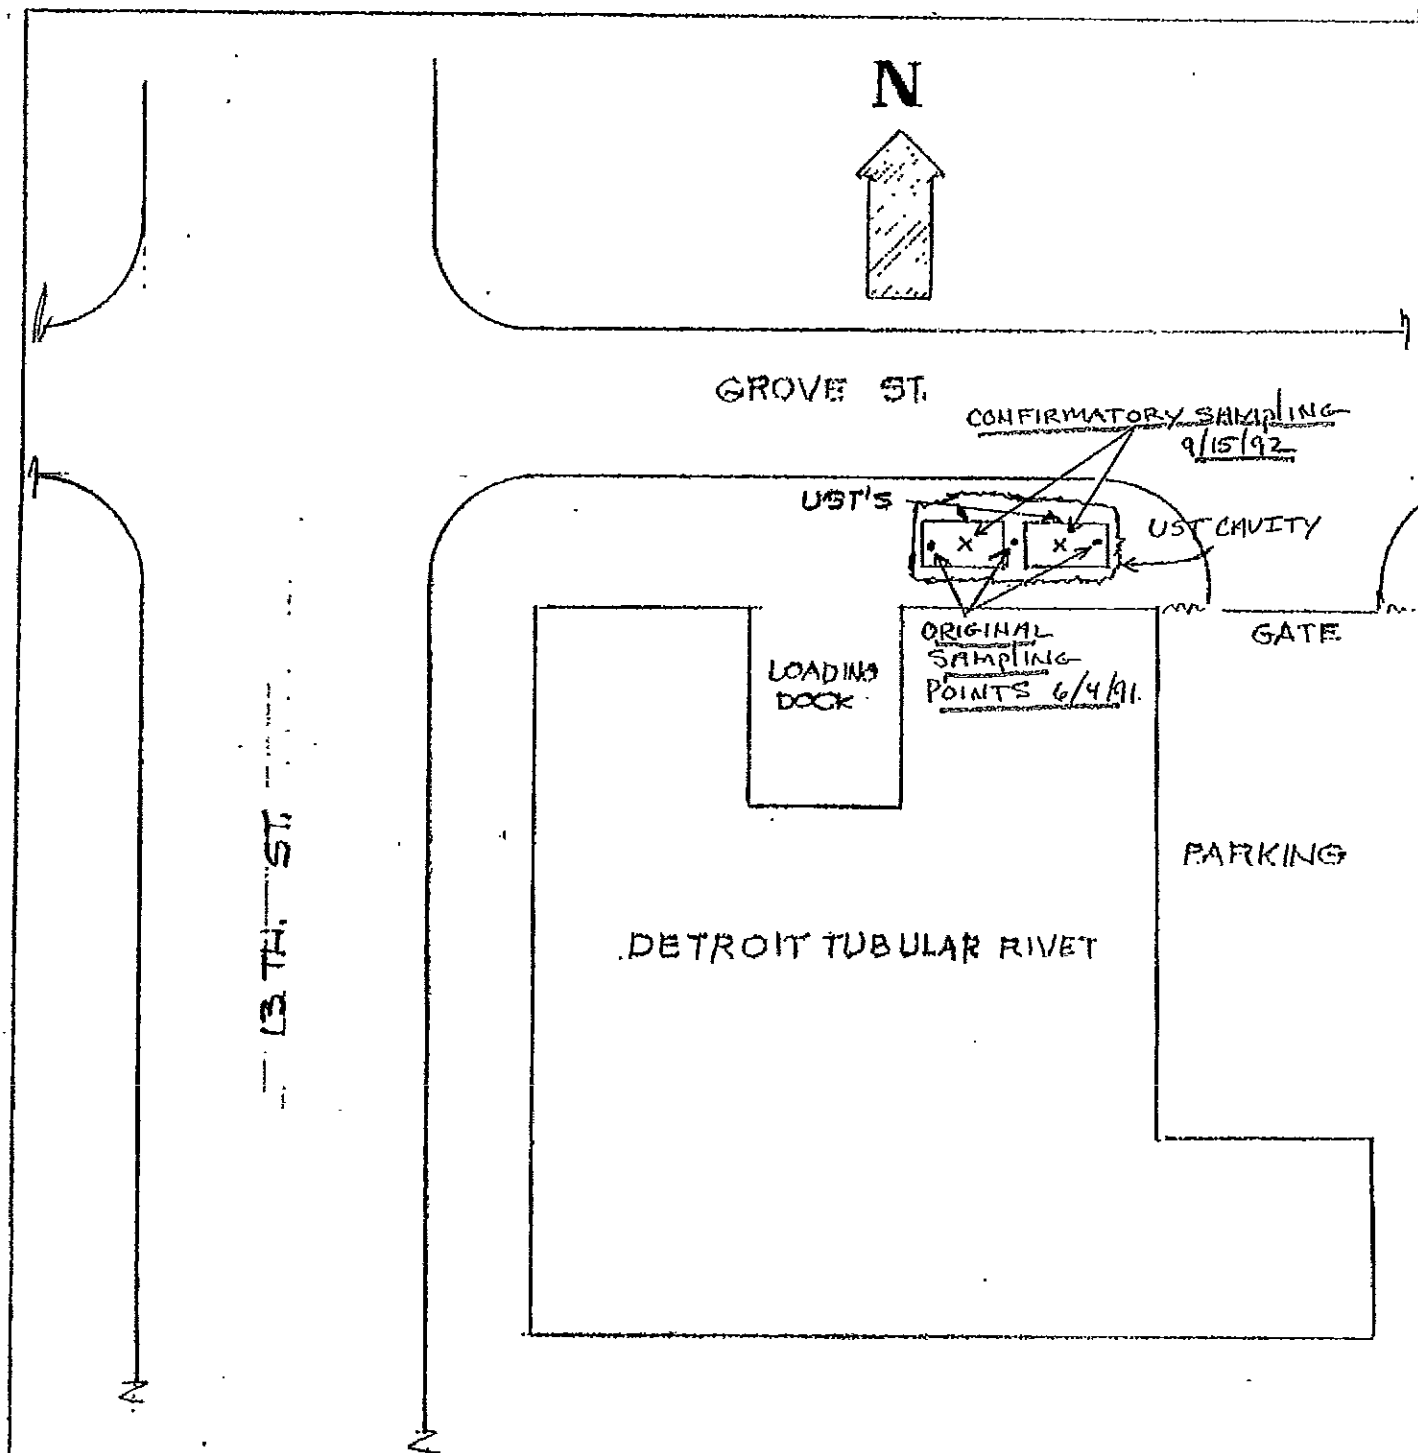 N
GROVE ST.
CONFIRMATORY SAMPLING
9/15/92
UST'S
UST CAVITY
ORIGINAL
SAMPLING
POINTS 6/4/91.
GATE
LOADING
DOCK
PARKING
DETROIT TUBULAR RIVET
13 TH. ST.